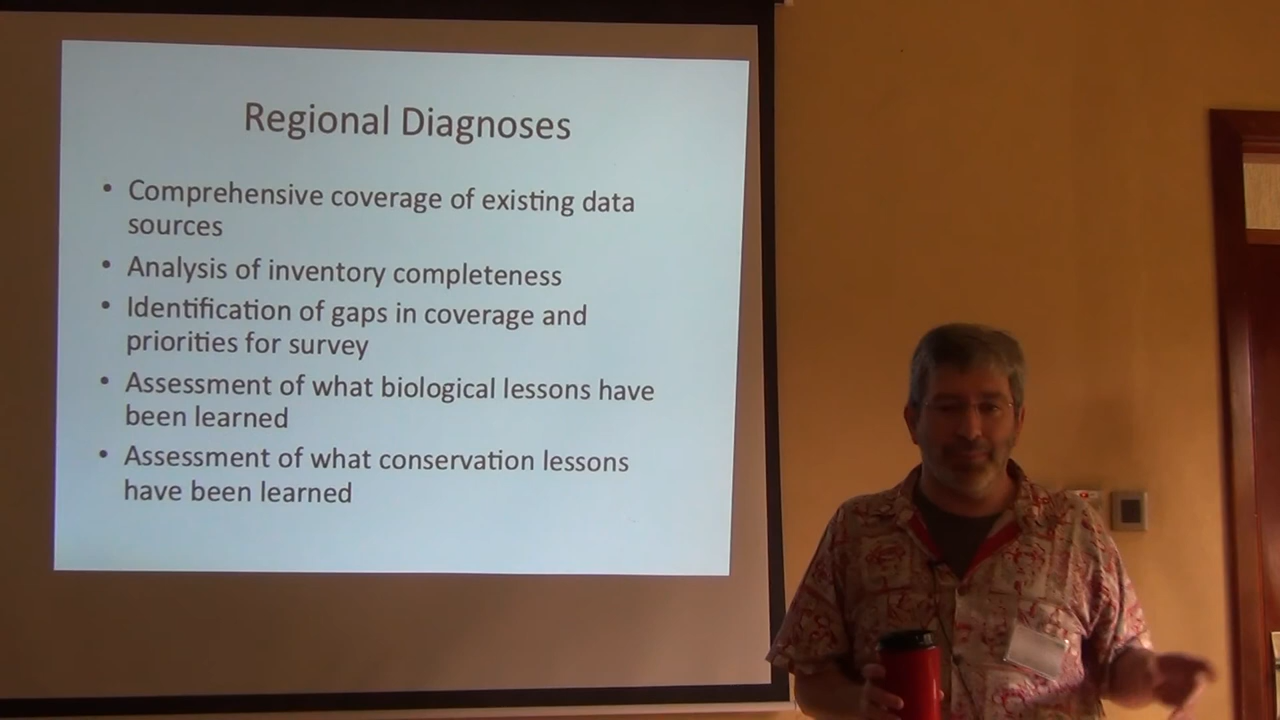 Regional Diagnoses
• Comprehensive coverage of existing data
sources
• Analysis of inventory completeness
• Identification of gaps in coverage and
priorities for survey
• Assessment of what biological lessons have
been learned
• Assessment of what conservation lessons
have been learned